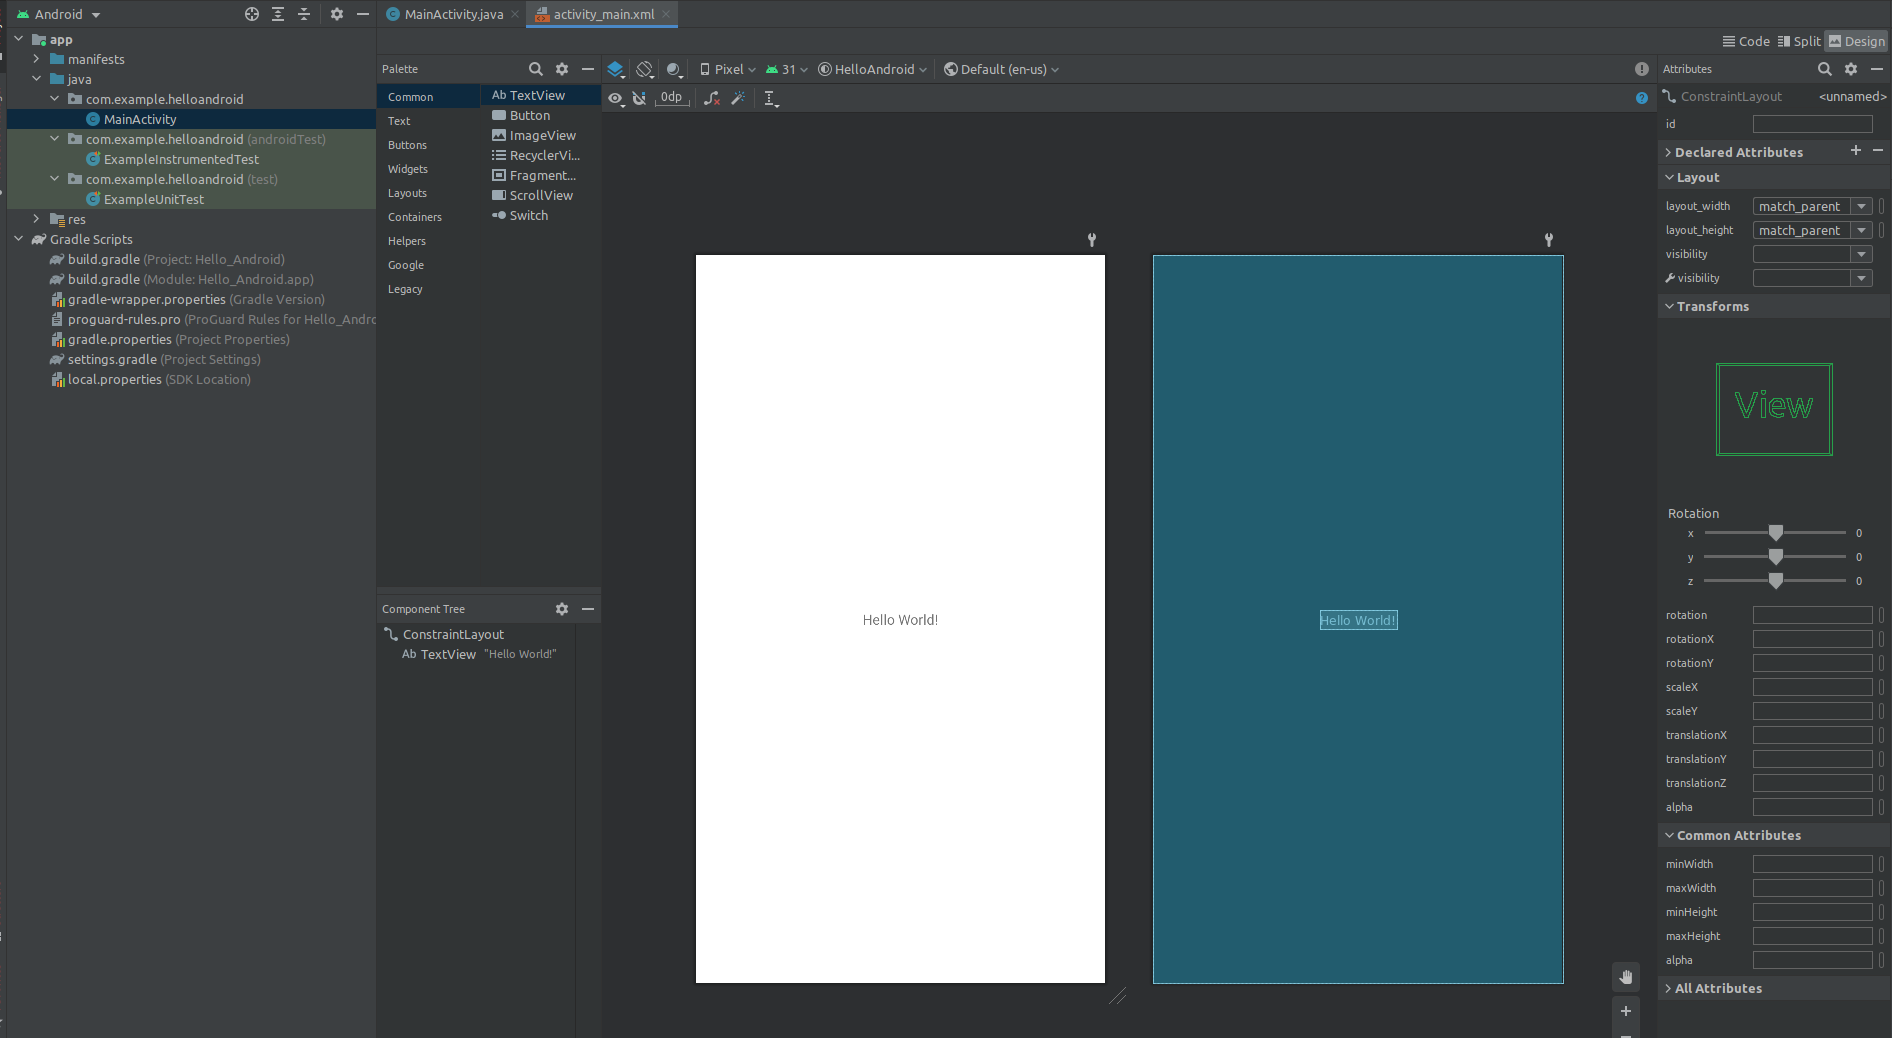 Android
MainActivity.java
activity_main.xml
Code
Split
Design
app
manifests
java
com.example.helloandroid
MainActivity
com.example.helloandroid (androidTest)
ExampleInstrumentedTest
com.example.helloandroid (test)
ExampleUnitTest
res
Gradle Scripts
build.gradle (Project: Hello_Android)
build.gradle (Module: Hello_Android.app)
gradle-wrapper.properties (Gradle Version)
proguard-rules.pro (ProGuard Rules for Hello_Andro
gradle.properties (Project Properties)
settings.gradle (Project Settings)
local.properties (SDK Location)
Palette
Common
Text
Buttons
Widgets
Layouts
Containers
Helpers
Google
Legacy
Ab TextView
Button
ImageView
RecyclerVi...
Fragment...
ScrollView
Switch
Component Tree
ConstraintLayout
Ab TextView "Hello World!"
Pixel
31
HelloAndroid
Default (en-us)
0dp
Hello World!
Hello World!
Attributes
ConstraintLayout <unnamed>
id
Declared Attributes
Layout
layout_width match_parent
layout_height match_parent
visibility
visibility
Transforms
View
Rotation
x 0
y 0
z 0
rotation
rotationX
rotationY
scaleX
scaleY
translationX
translationY
translationZ
alpha
Common Attributes
minWidth
maxWidth
minHeight
maxHeight
alpha
All Attributes